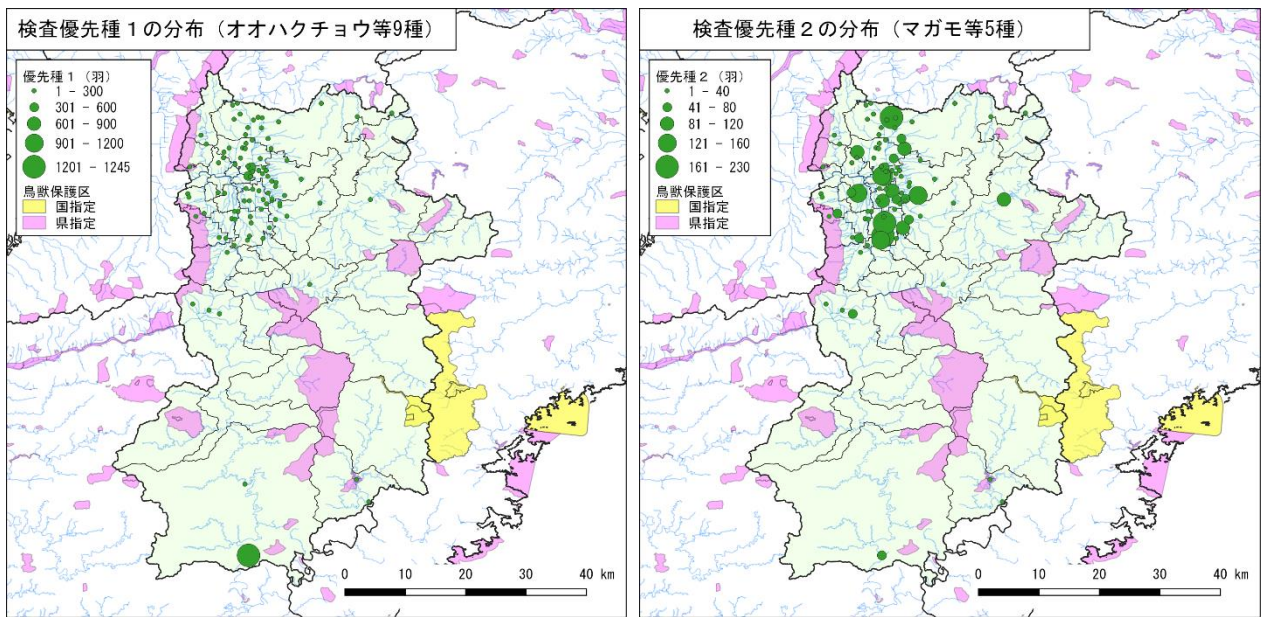 検査優先種１の分布（オオハクチョウ等9種）
優先種１（羽）
1 - 300
301 - 600
601 - 900
901 - 1200
1201 - 1245
鳥獣保護区
国指定
県指定
0 10 20 30 40 km
検査優先種２の分布（マガモ等5種）
優先種２（羽）
1 - 40
41 - 80
81 - 120
121 - 160
161 - 230
鳥獣保護区
国指定
県指定
0 10 20 30 40 km